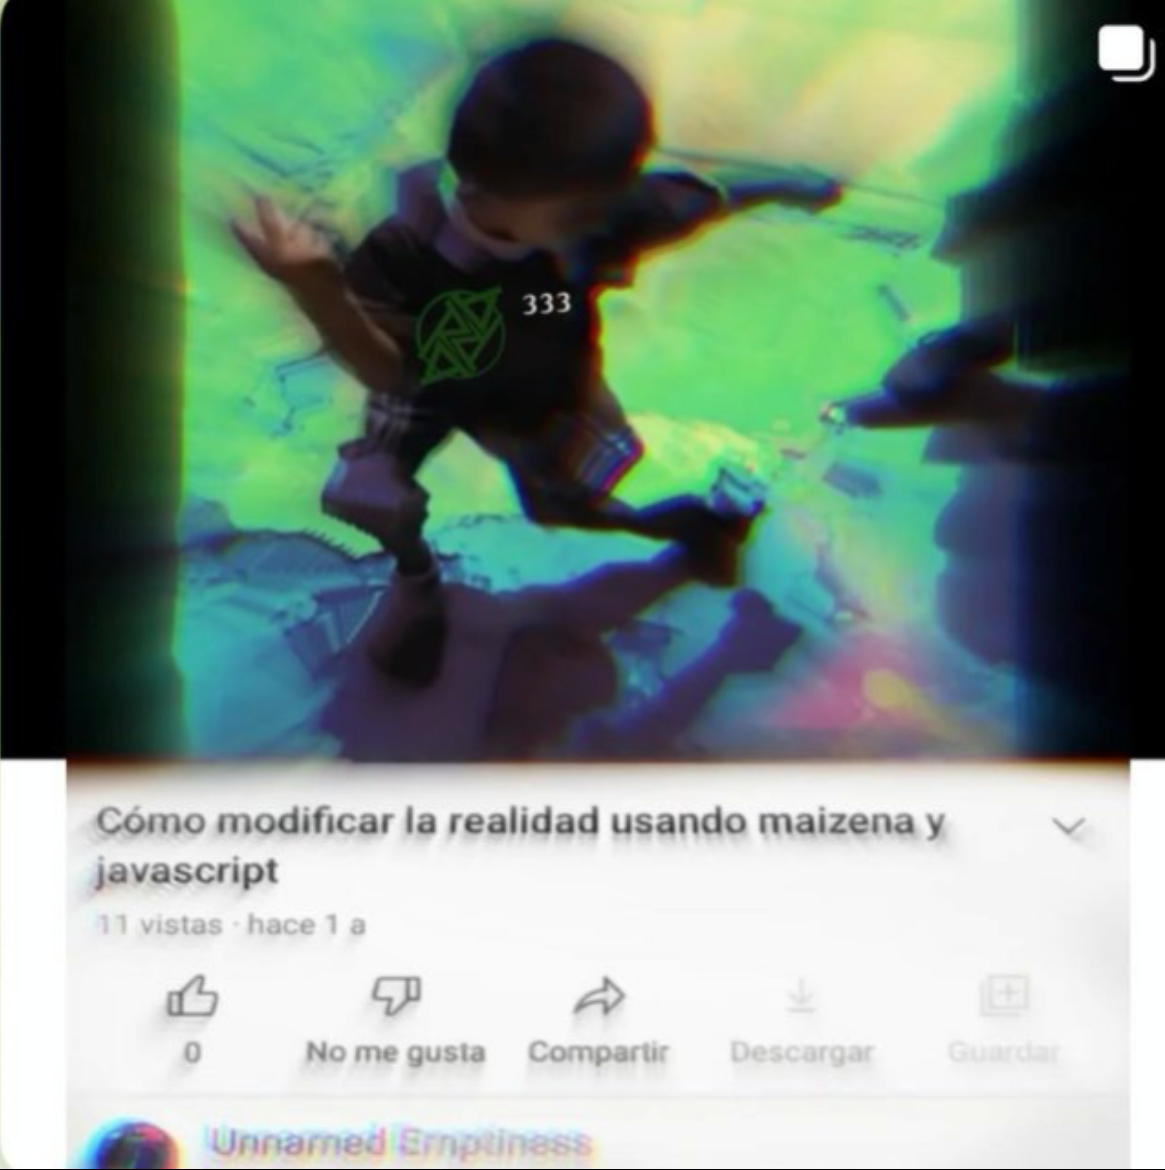 333
Cómo modificar la realidad usando maizena y
javascript
11 vistas · hace 1 a
0
No me gusta
Compartir
Descargar
Guardar
Unnamed Emptiness